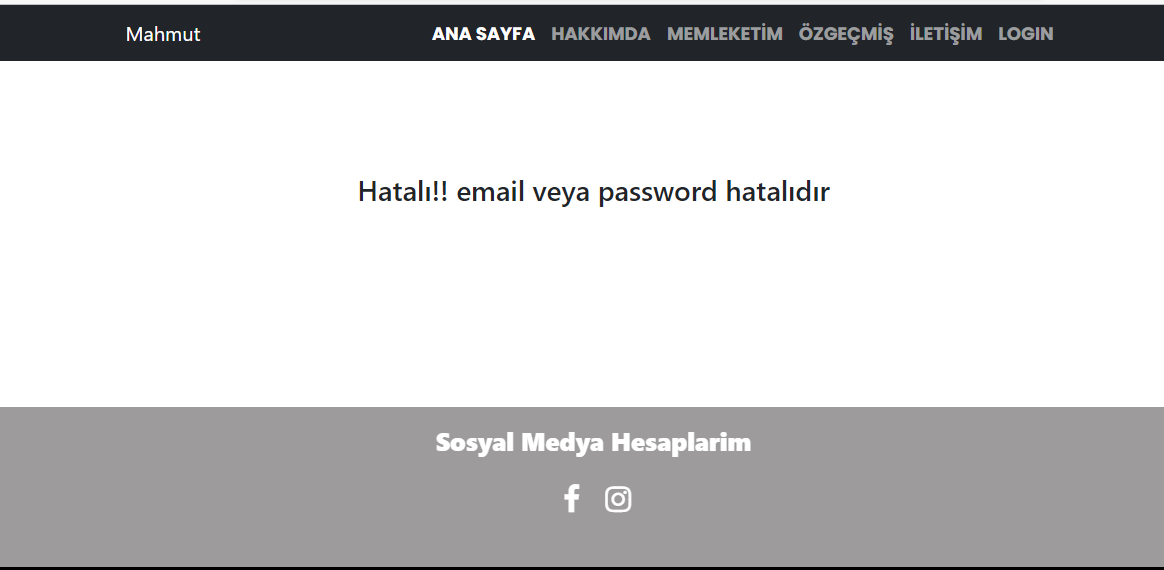 Mahmut ANA SAYFA HAKKIMDA MEMLEKETİM ÖZGEÇMİŞ İLETİŞİM LOGIN
Hatalı!! email veya password hatalıdır
Sosyal Medya Hesaplarim